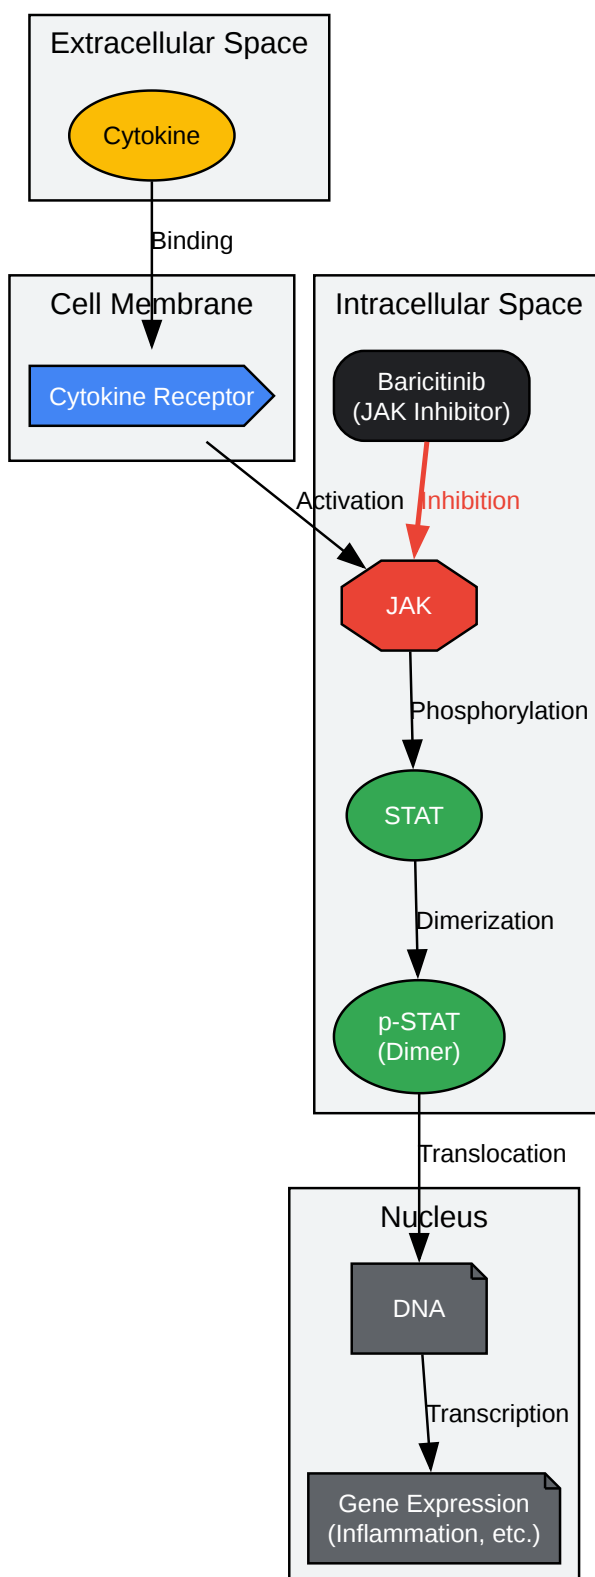 Extracellular Space
Cytokine
Binding
Cell Membrane
Cytokine Receptor
Intracellular Space
Baricitinib
(JAK Inhibitor)
Activation
Inhibition
JAK
Phosphorylation
STAT
Dimerization
p-STAT
(Dimer)
Translocation
Nucleus
DNA
Transcription
Gene Expression
(Inflammation, etc.)